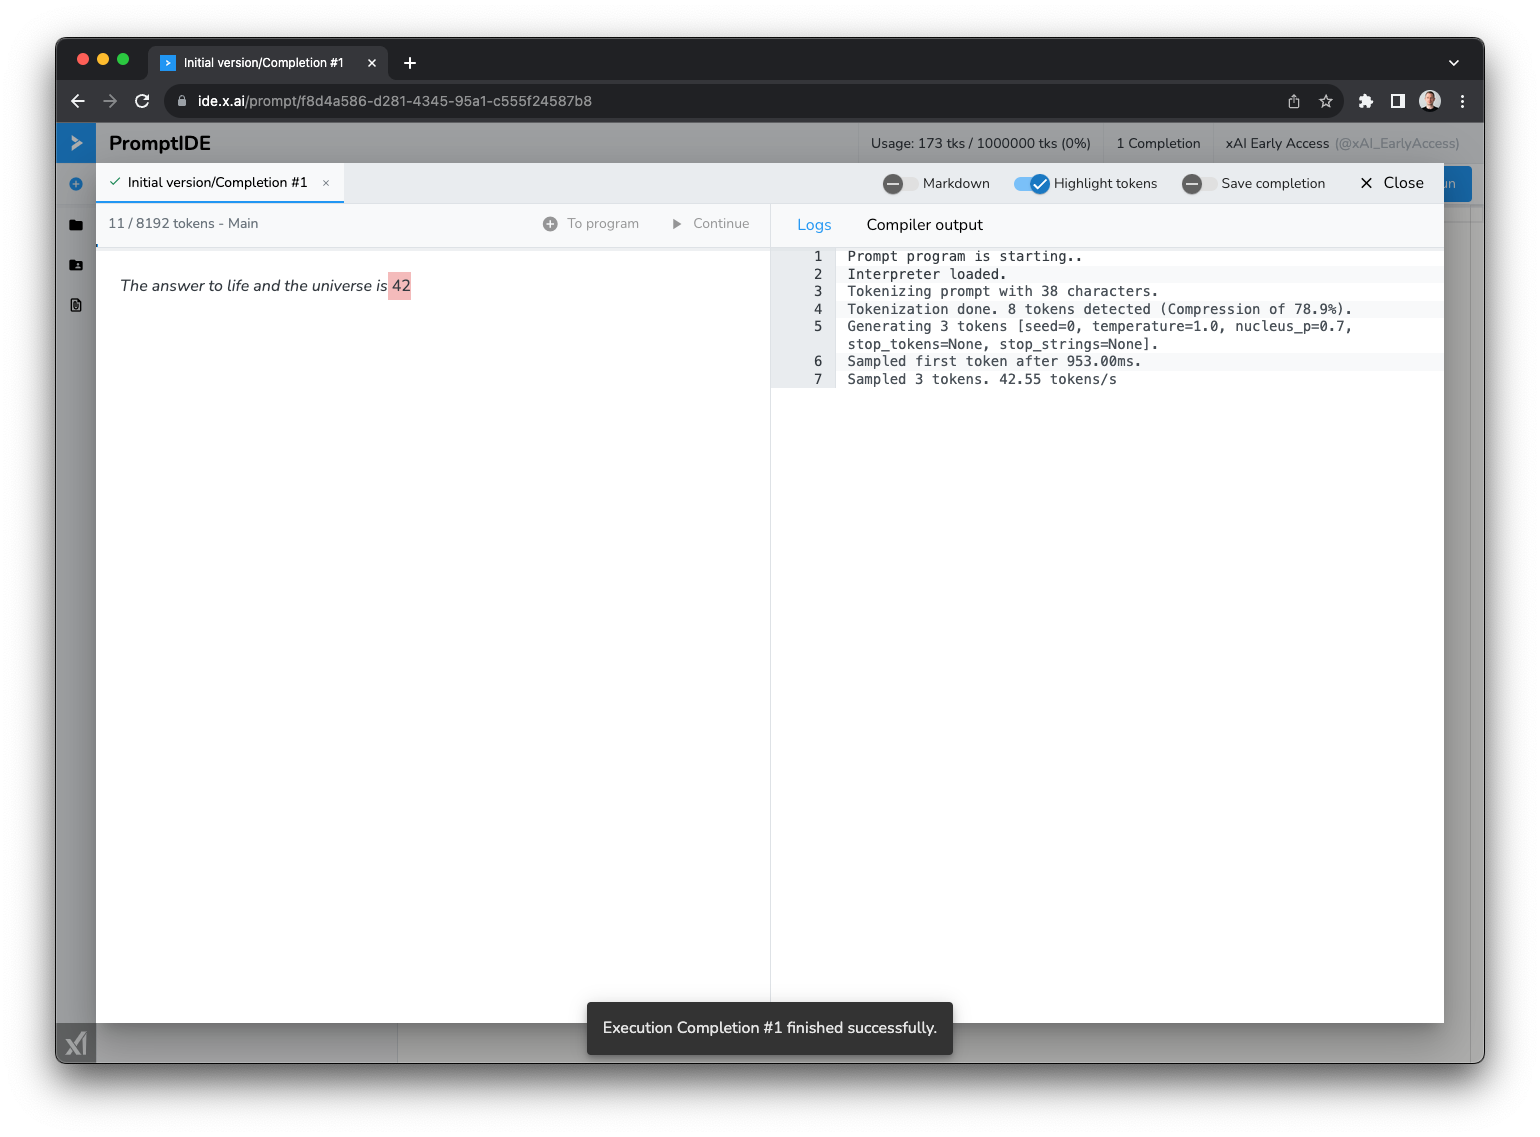 Initial version/Completion #1
ide.x.ai/prompt/f8d4a586-d281-4345-95a1-c555f24587b8
PromptIDE
Usage: 173 tks / 1000000 tks (0%)
1 Completion
xAI Early Access (@xAI_EarlyAccess)
Initial version/Completion #1
Markdown
Highlight tokens
Save completion
Close
un
11 / 8192 tokens - Main
To program
Continue
Logs
Compiler output
The answer to life and the universe is 42
1 Prompt program is starting..
2 Interpreter loaded.
3 Tokenizing prompt with 38 characters.
4 Tokenization done. 8 tokens detected (Compression of 78.9%).
5 Generating 3 tokens [seed=0, temperature=1.0, nucleus_p=0.7,
stop_tokens=None, stop_strings=None].
6 Sampled first token after 953.00ms.
7 Sampled 3 tokens. 42.55 tokens/s
Execution Completion #1 finished successfully.